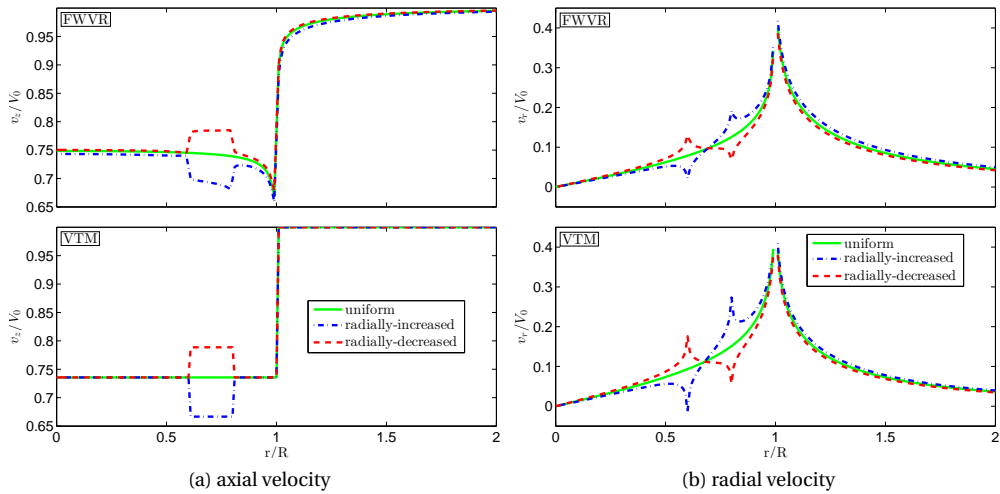 FWVR
0.95
0.9
0.85
0.8
0.75
0.7
0.65
v_z/V_0
VTM
0.95
0.9
0.85
0.8
0.75
0.7
0.65
v_z/V_0
uniform
radially-increased
radially-decreased
0 0.5 1 1.5 2
r/R
(a) axial velocity
FWVR
0.4
0.3
0.2
0.1
0
v_r/V_0
VTM
0.4
0.3
0.2
0.1
0
v_r/V_0
uniform
radially-increased
radially-decreased
0 0.5 1 1.5 2
r/R
(b) radial velocity